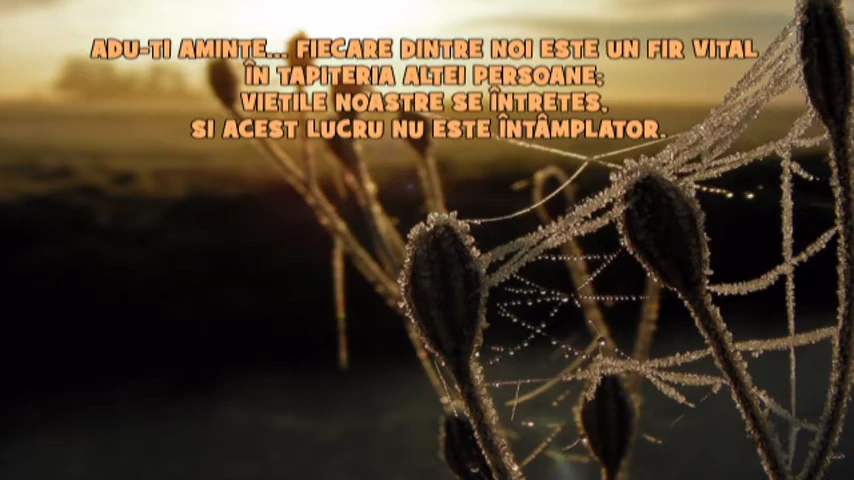 ADU-TI AMINTE... FIECARE DINTRE NOI ESTE UN FIR VITAL
ÎN TAPITERIA ALTEI PERSOANE;
VIETILE NOASTRE SE ÎNTRETES,
SI ACEST LUCRU NU ESTE ÎNTÂMPLATOR.